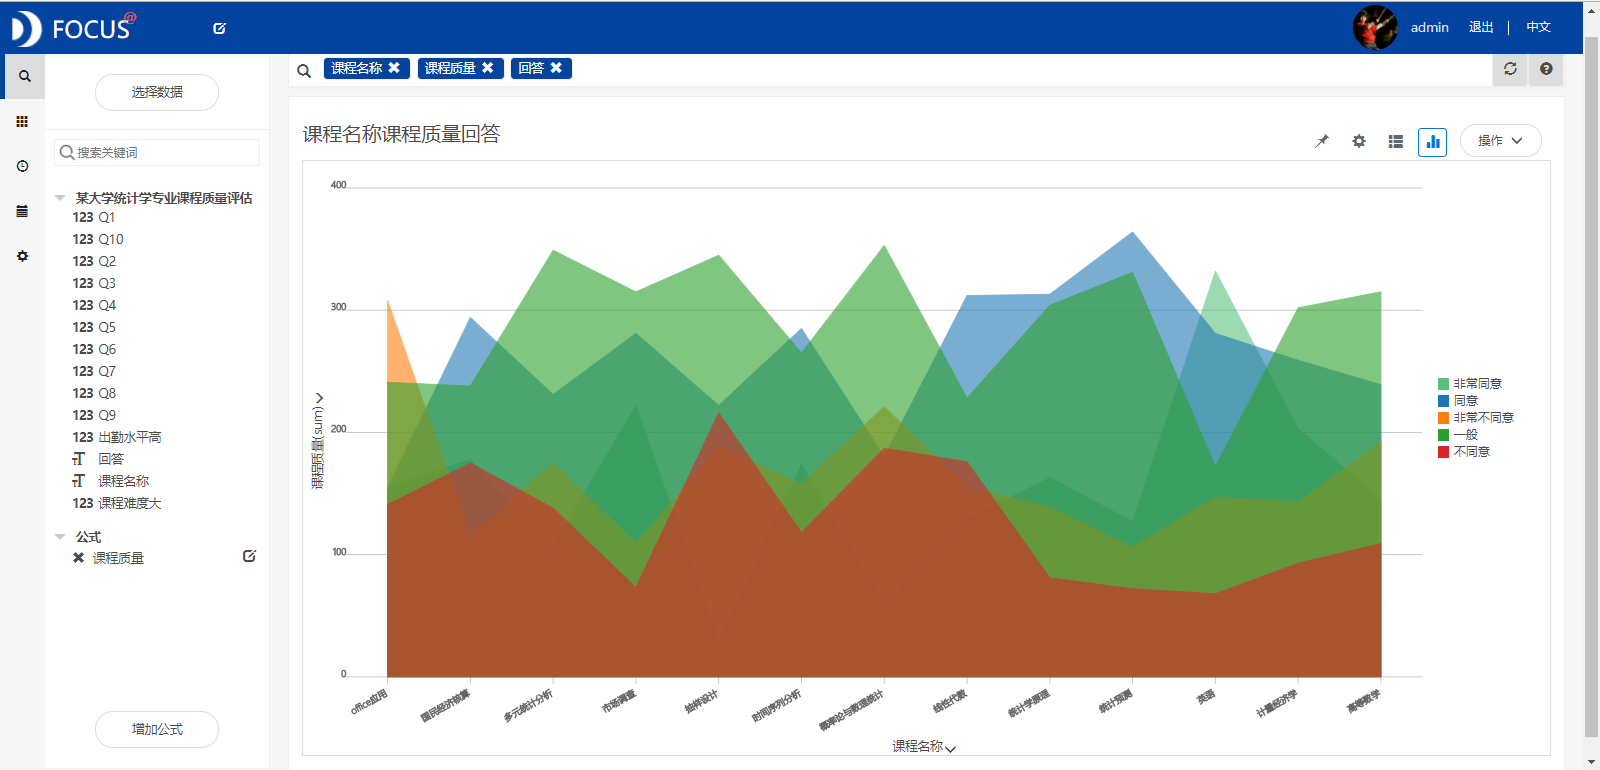 FOCUS@
admin
退出
|
中文
课程名称 ✖
课程质量 ✖
回答 ✖
选择数据
搜索关键词
某大学统计学专业课程质量评估
123 Q1
123 Q10
123 Q2
123 Q3
123 Q4
123 Q5
123 Q6
123 Q7
123 Q8
123 Q9
123 出勤水平高
T 回答
T 课程名称
123 课程难度大
公式
课程质量
增加公式
课程名称课程质量回答
操作
400
300
200
100
0
课程质量(sum)
office应用
国民经济核算
多元统计分析
市场调查
抽样设计
时间序列分析
概率论与数理统计
线性代数
统计学原理
统计预测
英语
计量经济学
高等数学
课程名称
非常同意
同意
非常不同意
一般
不同意